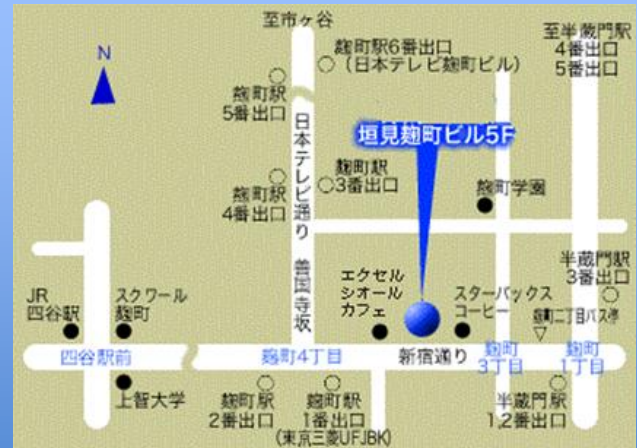 至市ヶ谷
N
麹町駅6番出口
(日本テレビ麹町ビル)
至半蔵門駅
4番出口
5番出口
麹町駅
5番出口
日本テレビ通り 善国寺坂
垣見麹町ビル5F
麹町駅
4番出口
麹町駅
3番出口
麹町学園
半蔵門駅
3番出口
JR
四谷駅
スクワール
麹町
エクセル
シオール
カフェ
スターバックス
コーヒー
麹町二丁目バス停
四谷駅前
麹町4丁目
新宿通り
麹町
3丁目
麹町
1丁目
上智大学
麹町駅
2番出口
麹町駅
1番出口
(東京三菱UFJBK)
半蔵門駅
1,2番出口